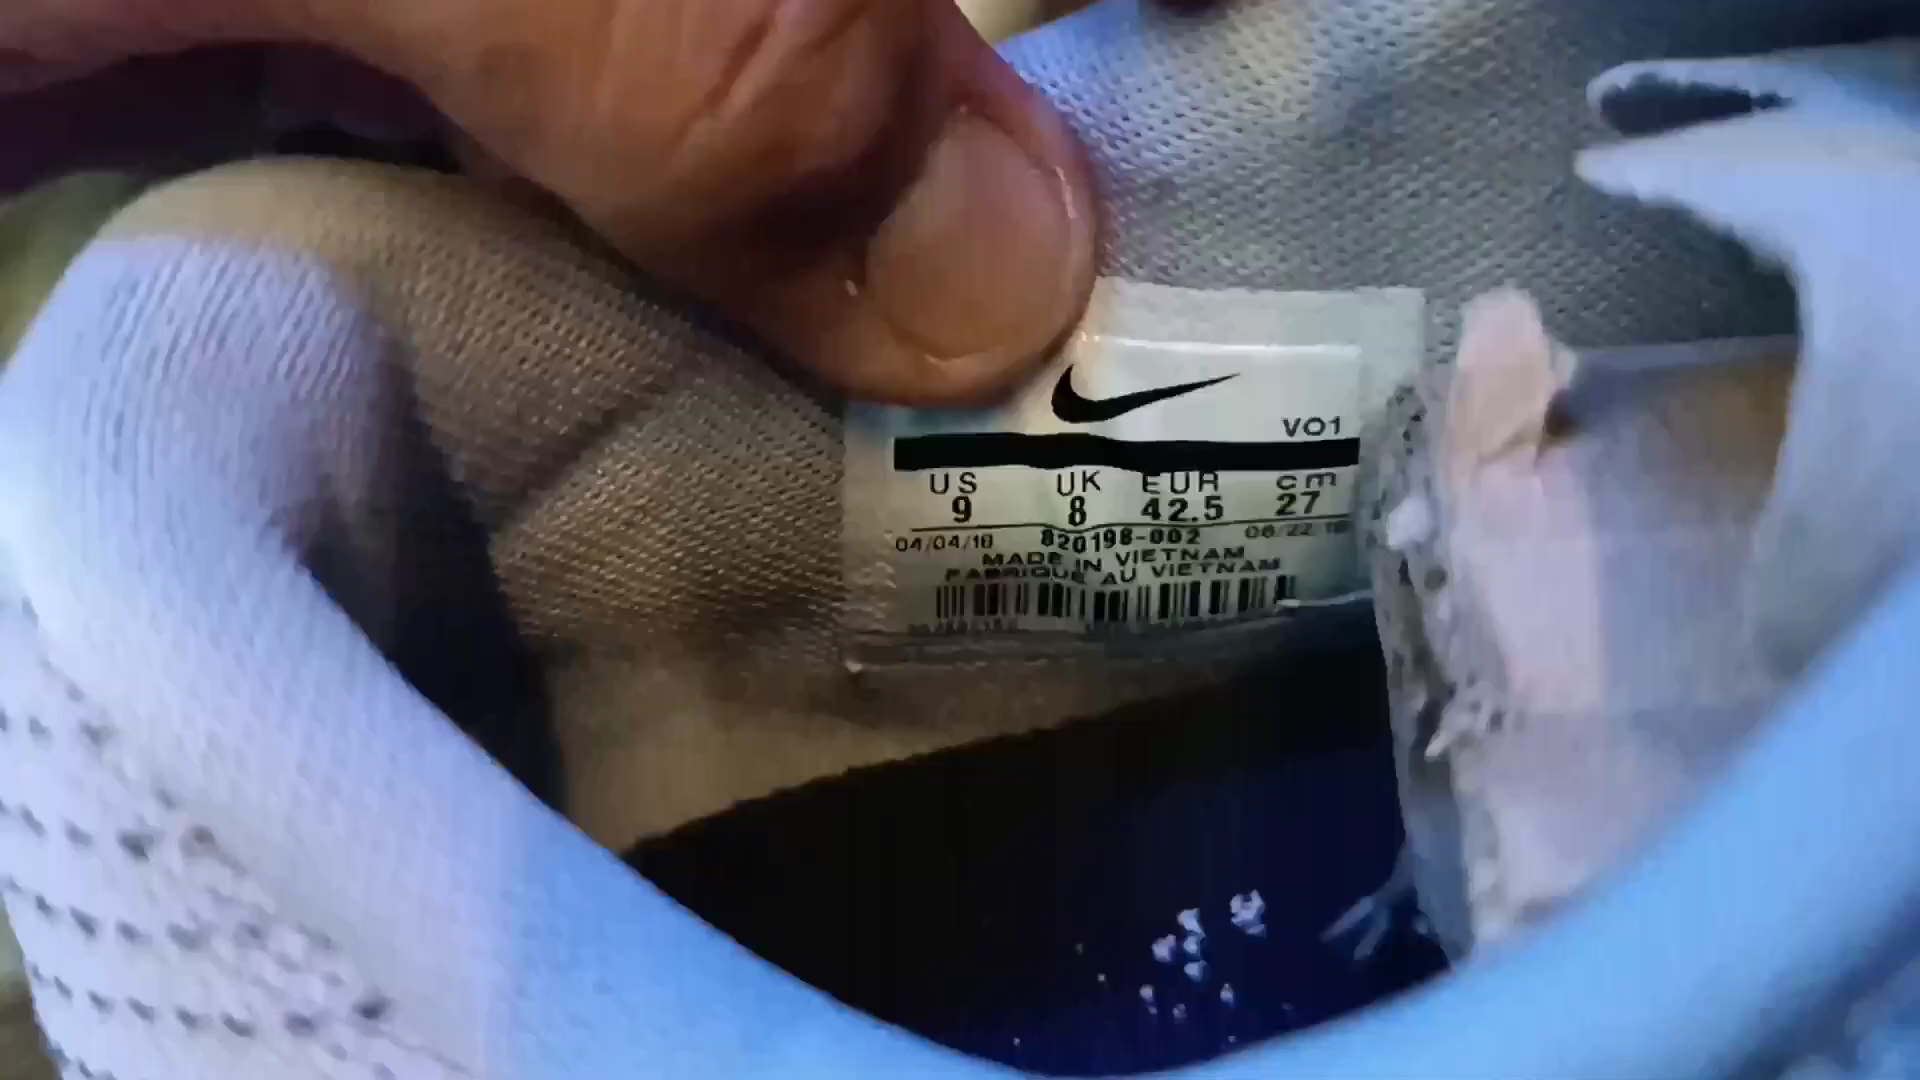 VO1
US UK EUR cm
9 8 42.5 27
04/04/18 820198-002 06/22/18
MADE IN VIETNAM
FABRIQUE AU VIETNAM